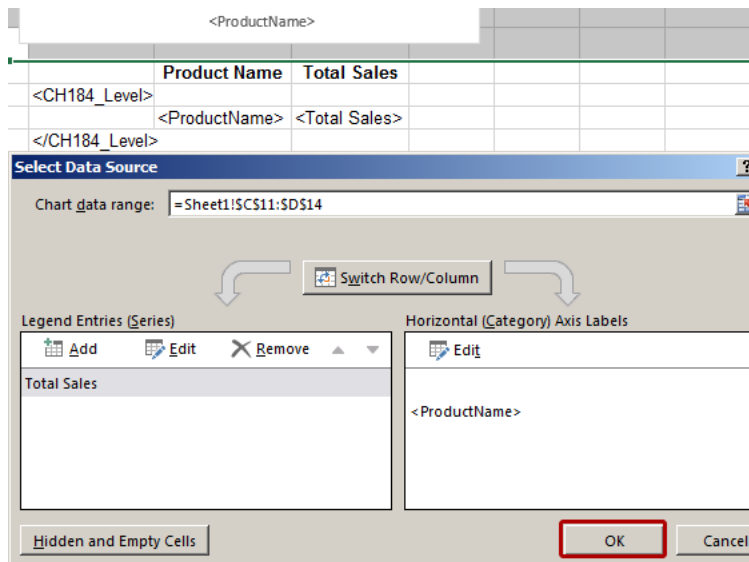 <ProductName>
Product Name Total Sales
<CH184_Level>
<ProductName> <Total Sales>
</CH184_Level>
Select Data Source ?
Chart data range: =Sheet1!$C$11:$D$14
Switch Row/Column
Legend Entries (Series) Horizontal (Category) Axis Labels
Add Edit Remove Edit
Total Sales
<ProductName>
Hidden and Empty Cells OK Cancel